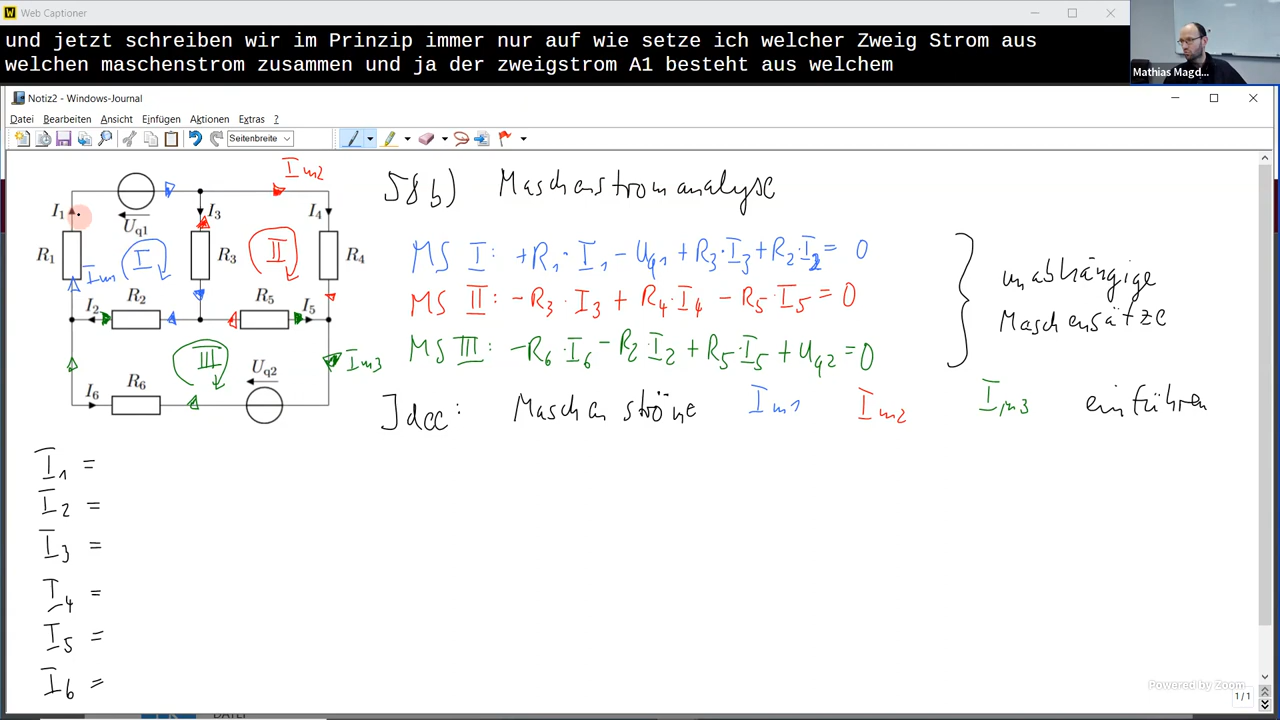 Web Captioner
und jetzt schreiben wir im Prinzip immer nur auf wie setze ich welcher Zweig Strom aus
welchen maschenstrom zusammen und ja der zweigstrom A1 besteht aus welchem
Mathias Magd...
Notiz2 - Windows-Journal
Datei Bearbeiten Ansicht Einfügen Aktionen Extras ?
Seitenbreite
I1 Uq1 I3 I4 Im2
R1 Im1 I R3 II R4
I2 R2 R5 I5
III Im3
I6 R6 Uq2
58 b) Maschenstromanalyse
MS I: +R1·I1 - Uq1 + R3·I3 + R2·I2 = 0
MS II: -R3·I3 + R4·I4 - R5·I5 = 0
MS III: -R6·I6 - R2·I2 + R5·I5 + Uq2 = 0
unabhängige
Maschensätze
Idee: Maschenströme Im1 Im2 Im3 einführen
I1 =
I2 =
I3 =
I4 =
I5 =
I6 =
Powered by Zoom
1/1
DATEI